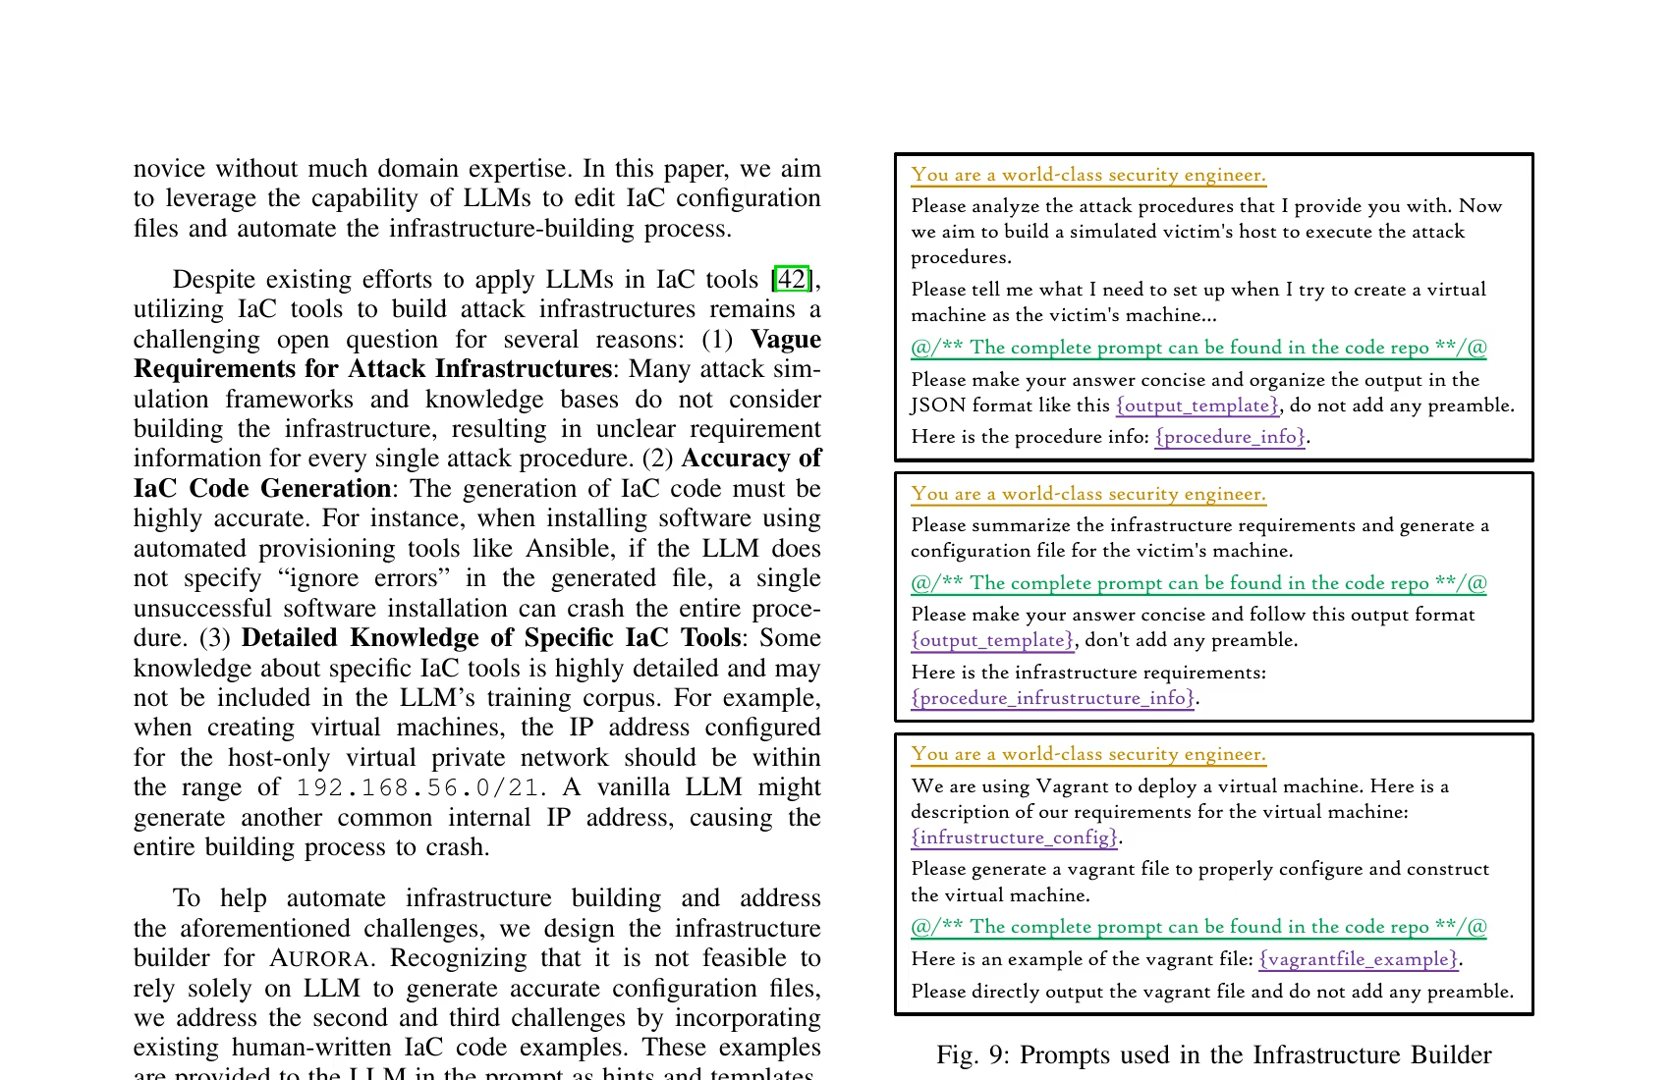 novice without much domain expertise. In this paper, we aim
to leverage the capability of LLMs to edit IaC configuration
files and automate the infrastructure-building process.
Despite existing efforts to apply LLMs in IaC tools [42],
utilizing IaC tools to build attack infrastructures remains a
challenging open question for several reasons: (1) Vague
Requirements for Attack Infrastructures: Many attack sim-
ulation frameworks and knowledge bases do not consider
building the infrastructure, resulting in unclear requirement
information for every single attack procedure. (2) Accuracy of
IaC Code Generation: The generation of IaC code must be
highly accurate. For instance, when installing software using
automated provisioning tools like Ansible, if the LLM does
not specify “ignore errors” in the generated file, a single
unsuccessful software installation can crash the entire proce-
dure. (3) Detailed Knowledge of Specific IaC Tools: Some
knowledge about specific IaC tools is highly detailed and may
not be included in the LLM’s training corpus. For example,
when creating virtual machines, the IP address configured
for the host-only virtual private network should be within
the range of 192.168.56.0/21. A vanilla LLM might
generate another common internal IP address, causing the
entire building process to crash.
To help automate infrastructure building and address
the aforementioned challenges, we design the infrastructure
builder for AURORA. Recognizing that it is not feasible to
rely solely on LLM to generate accurate configuration files,
we address the second and third challenges by incorporating
existing human-written IaC code examples. These examples
are provided to the LLM in the prompt as hints and templates,
You are a world-class security engineer.
Please analyze the attack procedures that I provide you with. Now
we aim to build a simulated victim's host to execute the attack
procedures.
Please tell me what I need to set up when I try to create a virtual
machine as the victim's machine...
@/** The complete prompt can be found in the code repo **/@
Please make your answer concise and organize the output in the
JSON format like this {output_template}, do not add any preamble.
Here is the procedure info: {procedure_info}.
You are a world-class security engineer.
Please summarize the infrastructure requirements and generate a
configuration file for the victim's machine.
@/** The complete prompt can be found in the code repo **/@
Please make your answer concise and follow this output format
{output_template}, don't add any preamble.
Here is the infrastructure requirements:
{procedure_infrustructure_info}.
You are a world-class security engineer.
We are using Vagrant to deploy a virtual machine. Here is a
description of our requirements for the virtual machine:
{infrustructure_config}.
Please generate a vagrant file to properly configure and construct
the virtual machine.
@/** The complete prompt can be found in the code repo **/@
Here is an example of the vagrant file: {vagrantfile_example}.
Please directly output the vagrant file and do not add any preamble.
Fig. 9: Prompts used in the Infrastructure Builder